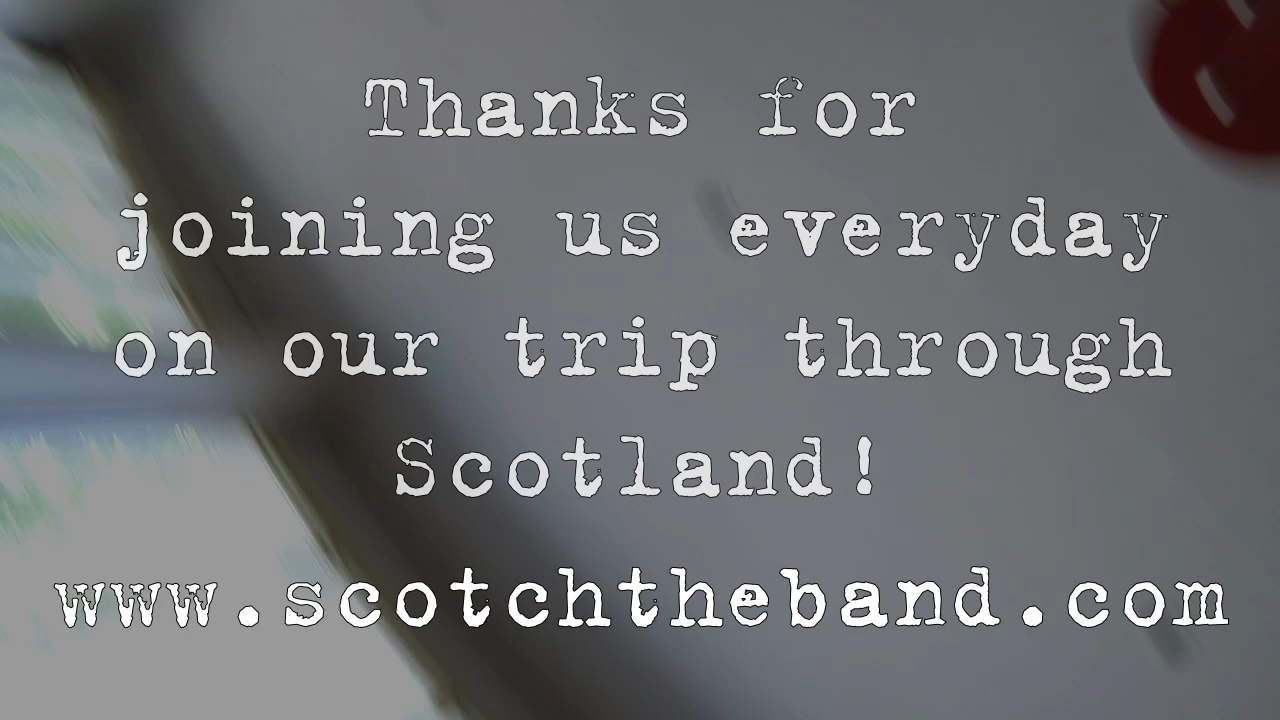 Thanks for
joining us everyday
on our trip through
Scotland!
www.scotchtheband.com